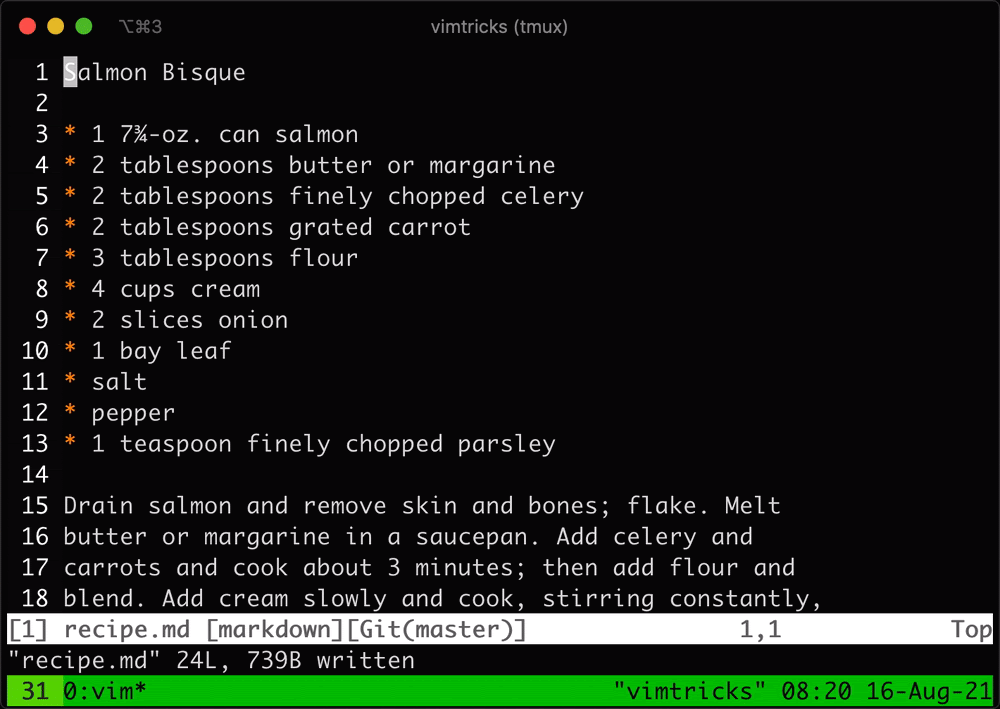 ⌥⌘3 vimtricks (tmux)
1 Salmon Bisque
2
3 * 1 7¾-oz. can salmon
4 * 2 tablespoons butter or margarine
5 * 2 tablespoons finely chopped celery
6 * 2 tablespoons grated carrot
7 * 3 tablespoons flour
8 * 4 cups cream
9 * 2 slices onion
10 * 1 bay leaf
11 * salt
12 * pepper
13 * 1 teaspoon finely chopped parsley
14
15 Drain salmon and remove skin and bones; flake. Melt
16 butter or margarine in a saucepan. Add celery and
17 carrots and cook about 3 minutes; then add flour and
18 blend. Add cream slowly and cook, stirring constantly,
[1] recipe.md [markdown][Git(master)] 1,1 Top
"recipe.md" 24L, 739B written
31 0:vim* "vimtricks" 08:20 16-Aug-21